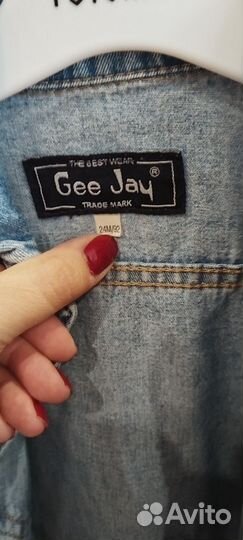 THE BEST WEAR
Gee Jay®
TRADE MARK
24M/92
Avito